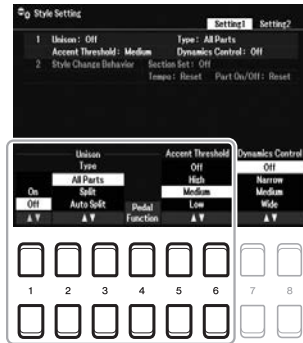 Style Setting
Setting1 Setting2
1 Unison: Off Type: All Parts
Accent Threshold: Medium Dynamics Control: Off
2 Style Change Behavior Section Set: Off
Tempo: Reset Part On/Off: Reset
Unison Accent Threshold Dynamics Control
Type Off Off
All Parts High Narrow
On Split Medium Medium
Off Auto Split Pedal Low Wide
▲▼ ▲▼ Function ▲▼ ▲▼
1 2 3 4 5 6 7 8